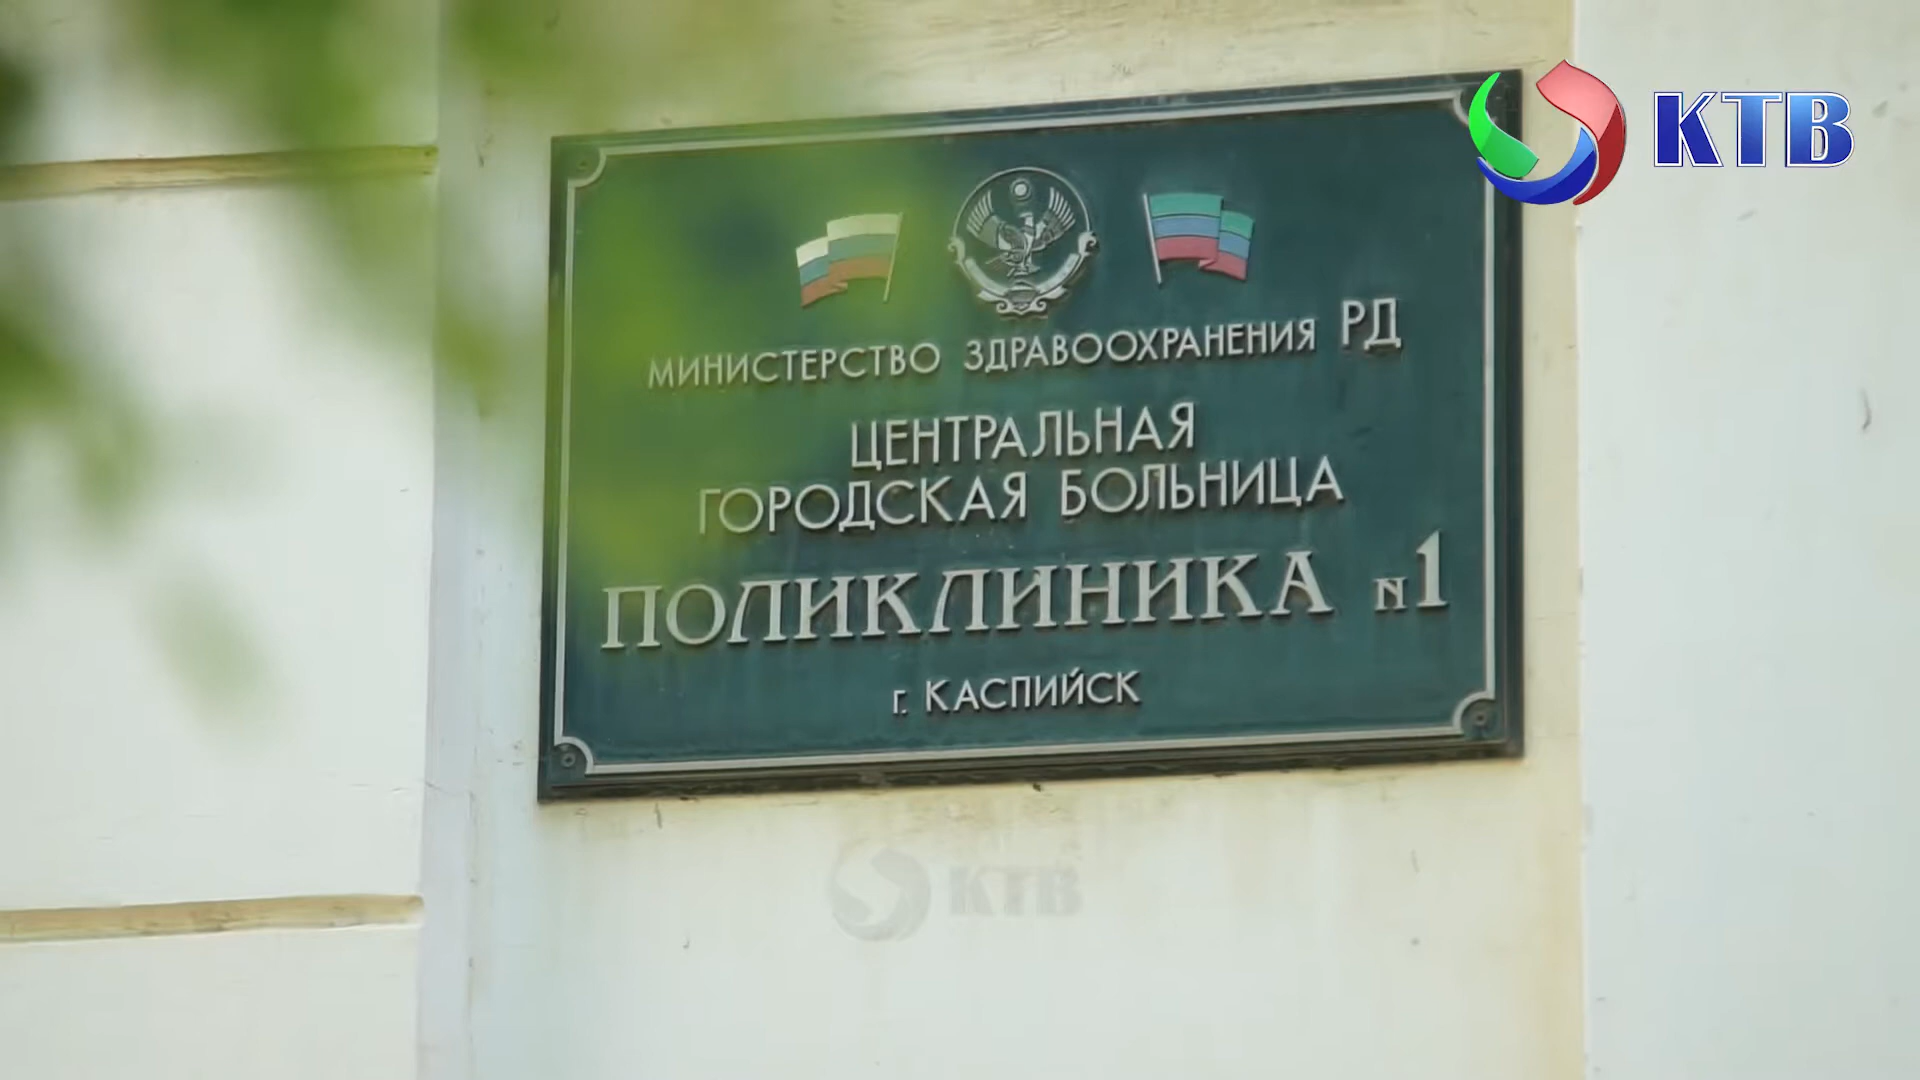 КТВ
МИНИСТЕРСТВО ЗДРАВООХРАНЕНИЯ РД
ЦЕНТРАЛЬНАЯ
ГОРОДСКАЯ БОЛЬНИЦА
ПОЛИКЛИНИКА №1
г. КАСПИЙСК
КТВ